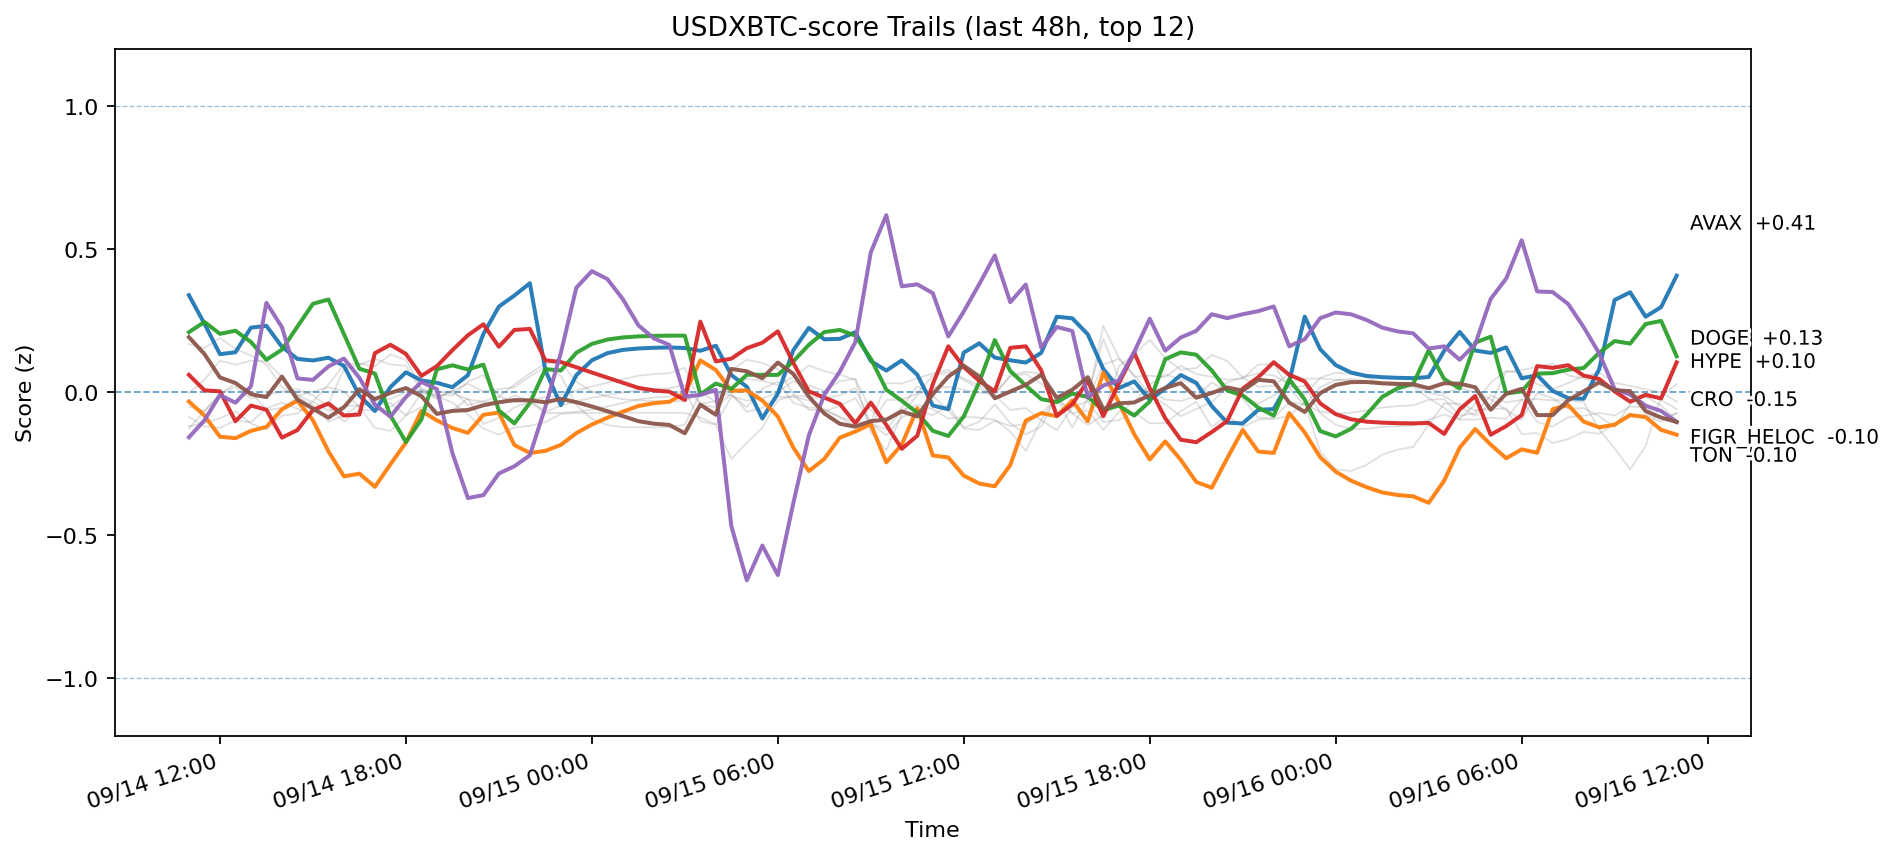 USDXBTC-score Trails (last 48h, top 12)
Score (z)
1.0
0.5
0.0
−0.5
−1.0
AVAX +0.41
DOGE +0.13
HYPE +0.10
CRO -0.15
FIGR_HELOC -0.10
TON -0.10
09/14 12:00
09/14 18:00
09/15 00:00
09/15 06:00
09/15 12:00
09/15 18:00
09/16 00:00
09/16 06:00
09/16 12:00
Time